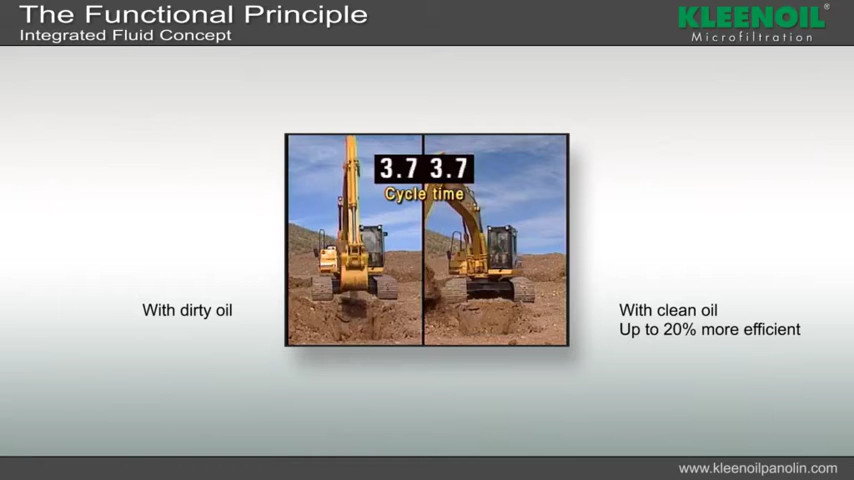 The Functional Principle
Integrated Fluid Concept
KLEENOIL®
Microfiltration
3.7 3.7
Cycle time
With dirty oil
With clean oil
Up to 20% more efficient
www.kleenoilpanolin.com